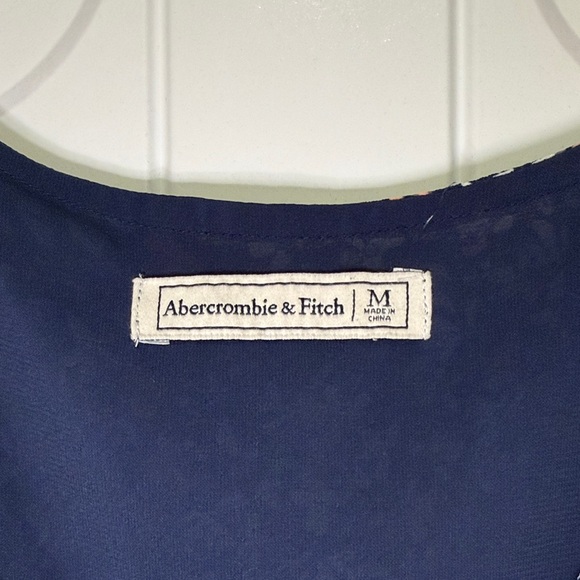 Abercrombie & Fitch | M
MADE IN
CHINA